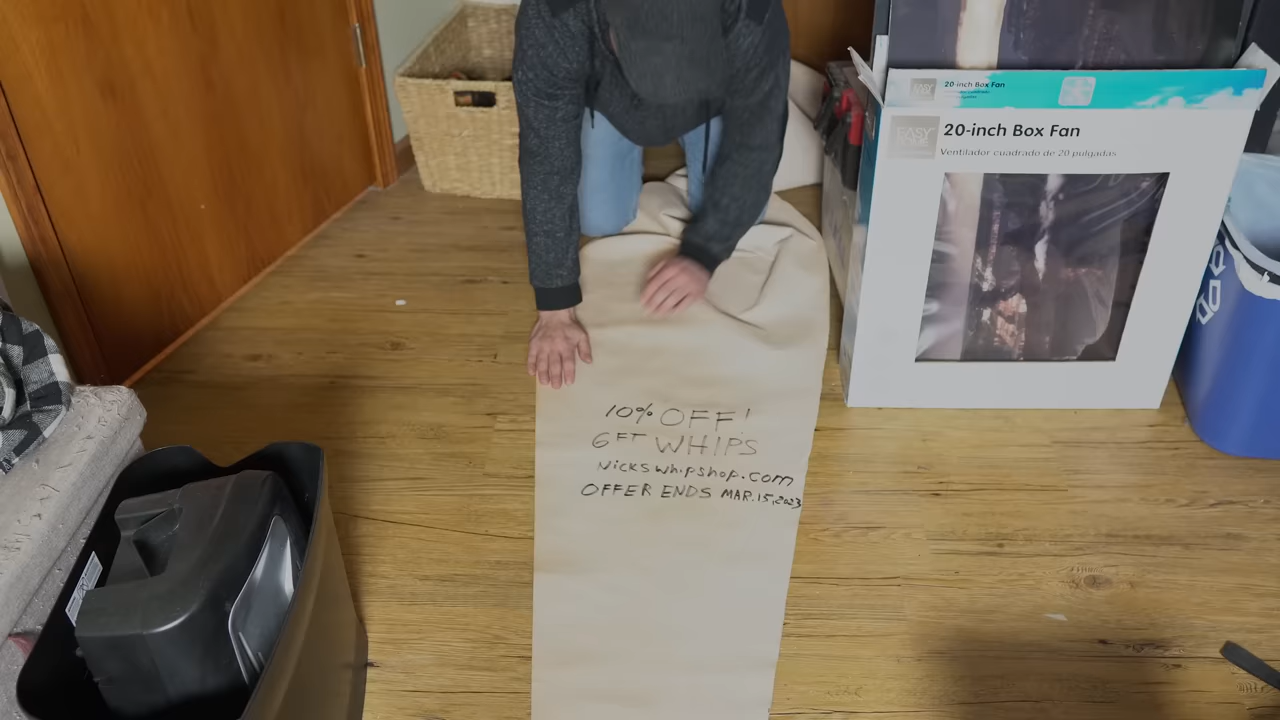 10% OFF!
6FT WHIPS
Nickswhipshop.com
OFFER ENDS MAR.15,2023
20-inch Box Fan
EASY HOME
20-inch Box Fan
Ventilador cuadrado de 20 pulgadas